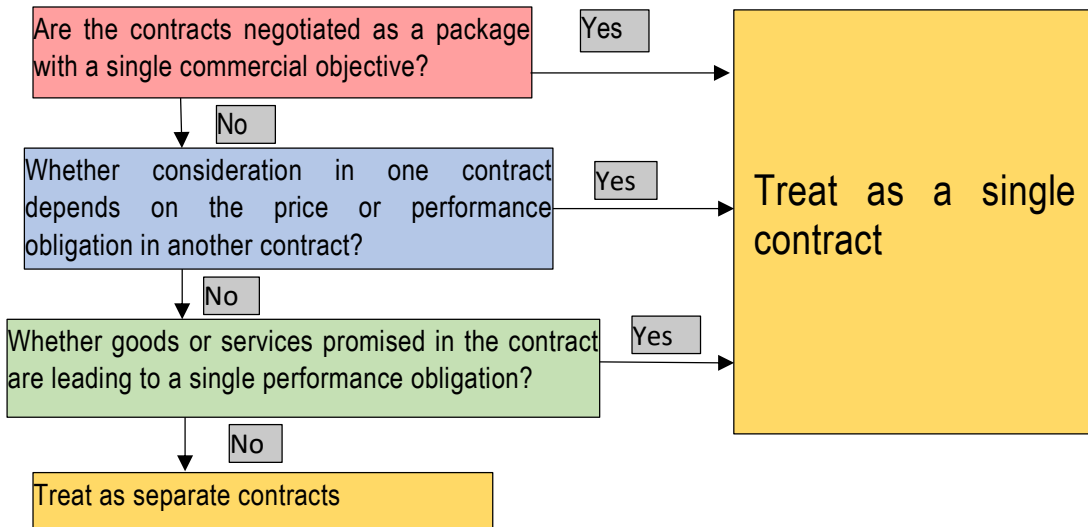 Are the contracts negotiated as a package
with a single commercial objective?
Yes
No
Whether consideration in one contract
depends on the price or performance
obligation in another contract?
Yes
Treat as a single
contract
No
Whether goods or services promised in the contract
are leading to a single performance obligation?
Yes
No
Treat as separate contracts